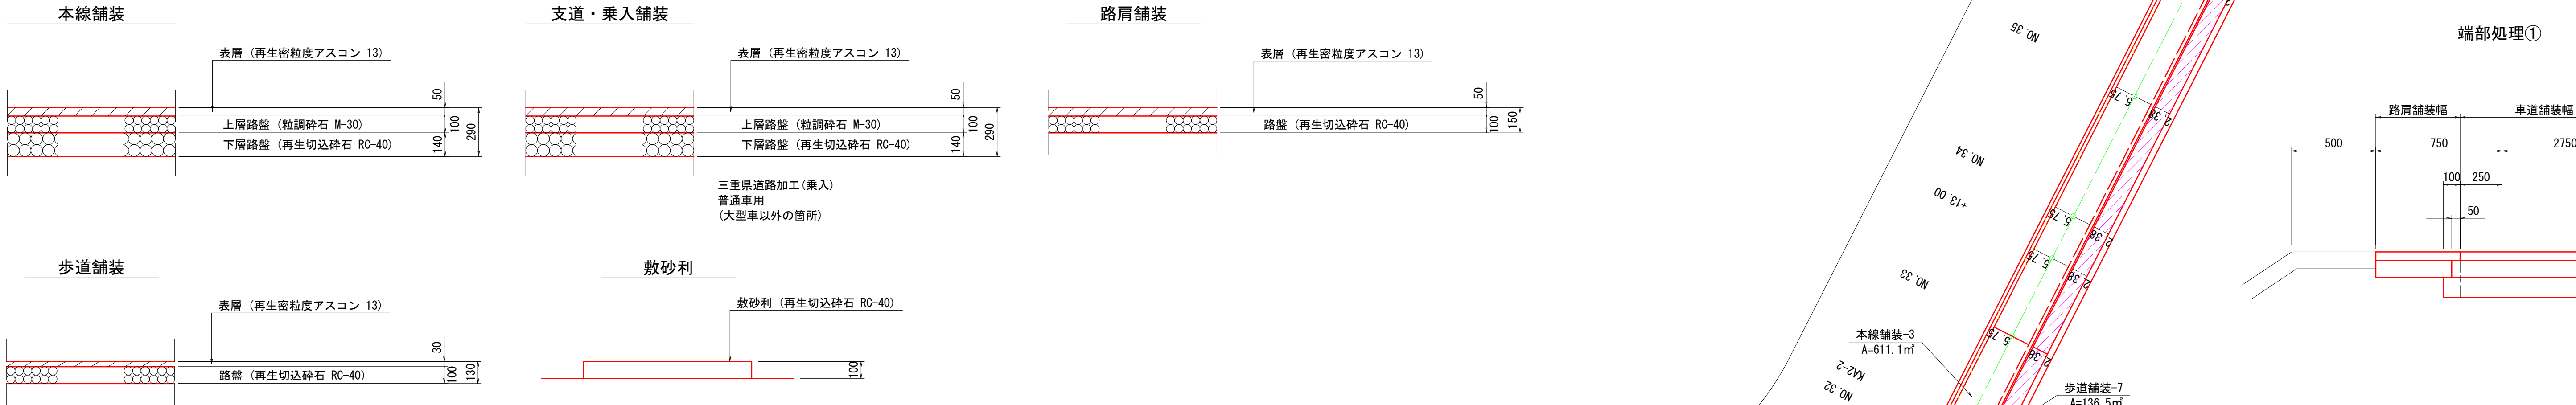 本線舗装
表層 (再生密粒度アスコン 13)
50
上層路盤 (粒調砕石 M-30)
100
290
下層路盤 (再生切込砕石 RC-40)
140
支道・乗入舗装
表層 (再生密粒度アスコン 13)
50
上層路盤 (粒調砕石 M-30)
100
290
下層路盤 (再生切込砕石 RC-40)
140
三重県道路加工(乗入)
普通車用
(大型車以外の箇所)
路肩舗装
表層 (再生密粒度アスコン 13)
50
路盤 (再生切込砕石 RC-40)
100
150
歩道舗装
表層 (再生密粒度アスコン 13)
30
路盤 (再生切込砕石 RC-40)
100
130
敷砂利
敷砂利 (再生切込砕石 RC-40)
100
NO.35
5.75
2.38
NO.34
+13.00
5.75
2.38
5.75
2.38
NO.33
5.75
2.38
本線舗装-3
A=611.1㎡
KA2-2
NO.32
歩道舗装-7
A=136.5㎡
端部処理①
路肩舗装幅
車道舗装幅
500
750
2750
100
250
50